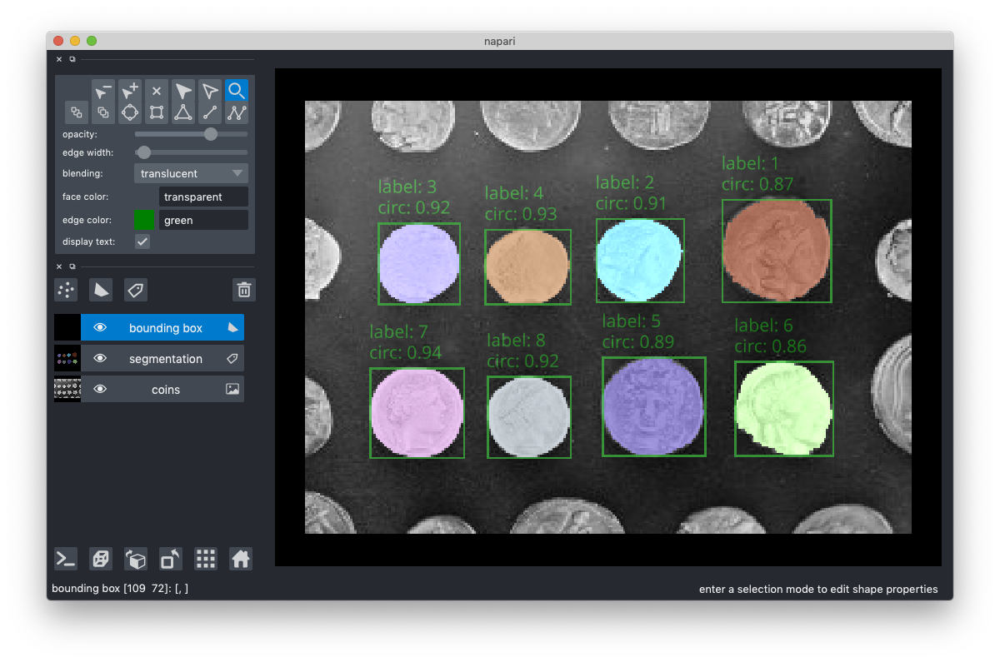 napari
opacity:
edge width:
blending:
translucent
face color:
transparent
edge color:
green
display text:
bounding box
segmentation
coins
label: 3
circ: 0.92
label: 4
circ: 0.93
label: 2
circ: 0.91
label: 1
circ: 0.87
label: 7
circ: 0.94
label: 8
circ: 0.92
label: 5
circ: 0.89
label: 6
circ: 0.86
bounding box [109  72]: [, ]
enter a selection mode to edit shape properties